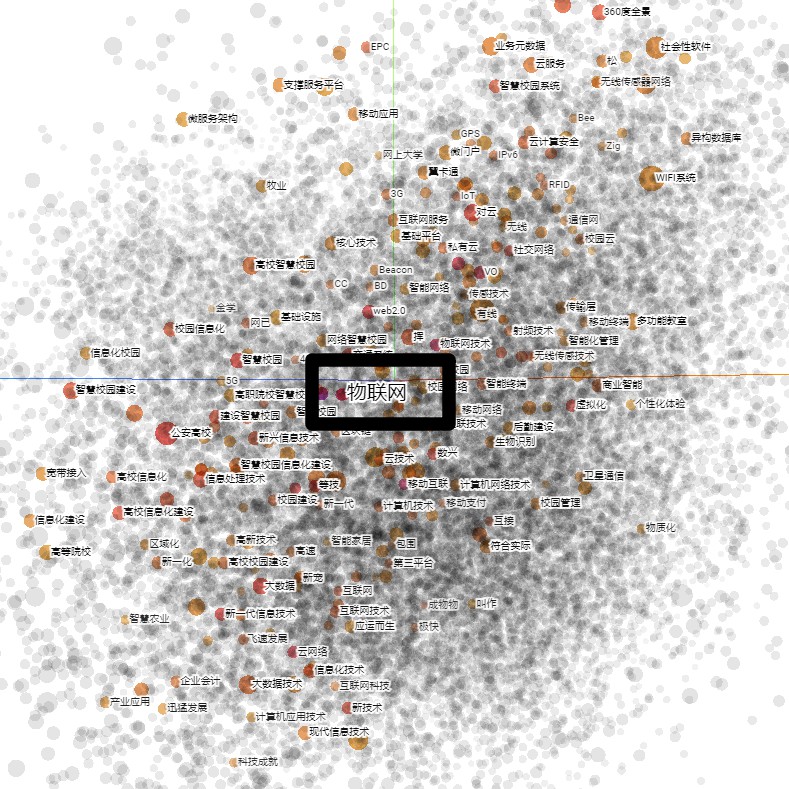 360度全景
EPC
业务元数据
社会性软件
云服务
松
支撑服务平台
智慧校园系统
无线传感器网络
微服务架构
移动应用
Bee
GPS
云计算安全
异构数据库
Zig
网上大学
微门户
IPv6
翼卡通
WIFI系统
牧业
3G
IoT
RFID
对云
互联网服务
通信网
无线
基础平台
校园云
核心技术
私有云
社交网络
高校智慧校园
Beacon
VO
CC
BD
智能网络
传感技术
金学
基础设施
web2.0
有线
传输层
网已
移动终端
多功能教室
校园信息化
射频技术
网络智慧校园
挥
物联网技术
智能化管理
信息化校园
智慧校园
无线传感技术
5G
智能终端
商业智能
智慧校园建设
高职院校智慧校
物联网
虚拟化
个性化体验
移动网络
建设智慧校园
后勤建设
公安高校
新兴信息技术
生物识别
云技术
数兴
智慧校园信息化建设
宽带接入
高校信息化
信息处理技术
等技
移动互联
计算机网络技术
卫星通信
校园建设
新一代
计算机技术
移动支付
校园管理
高校信息化建设
信息化建设
互接
物质化
区域化
高新技术
智能家居
包围
符合实际
高等院校
高速
新一化
高校校园建设
第三平台
新宠
大数据
互联网
成物物
叫作
智慧农业
新一代信息技术
互联网技术
应运而生
极快
飞速发展
云网络
信息化技术
企业会计
大数据技术
互联网科技
产业应用
迅猛发展
新技术
计算机应用技术
现代信息技术
科技成就